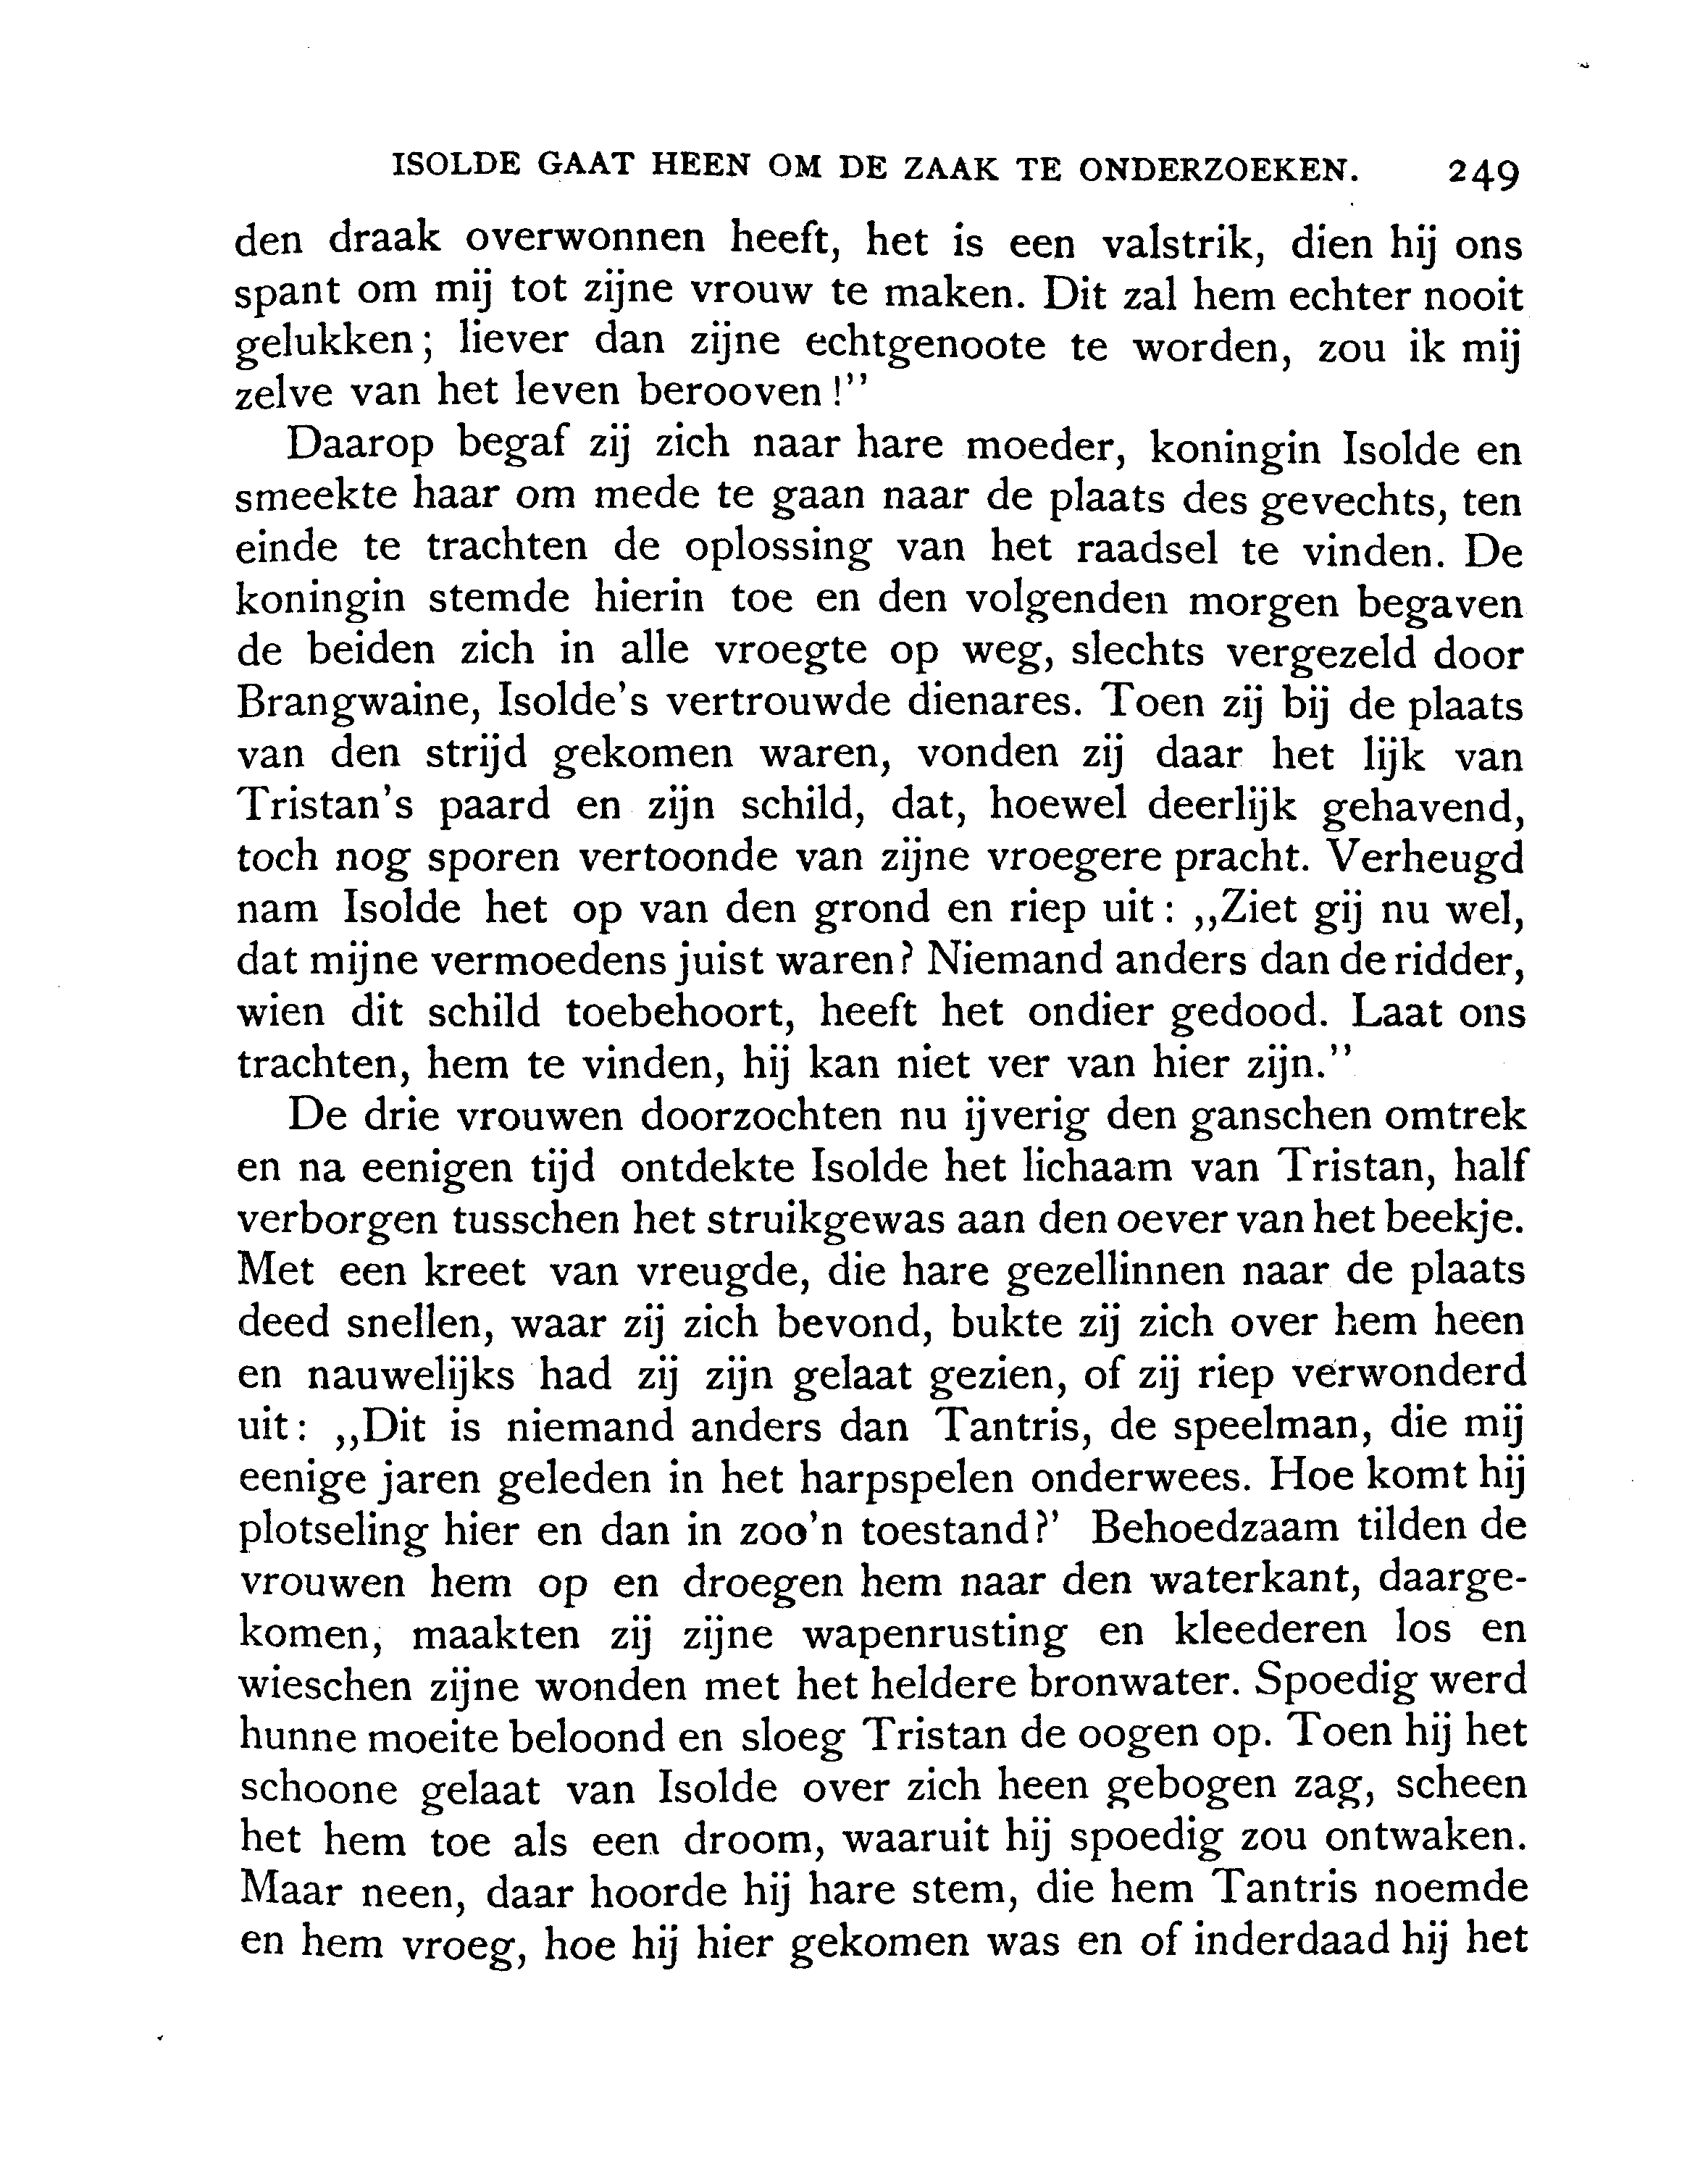 ISOLDE GAAT HEEN OM DE ZAAK TE ONDERZOEKEN. 249
den draak overwonnen heeft, het is een valstrik, dien hij ons
spant om mij tot zijne vrouw te maken. Dit zal hem echter nooit
gelukken; liever dan zijne echtgenoote te worden, zou ik mij
zelve van het leven berooven!”
Daarop begaf zij zich naar hare moeder, koningin Isolde en
smeekte haar om mede te gaan naar de plaats des gevechts, ten
einde te trachten de oplossing van het raadsel te vinden. De
koningin stemde hierin toe en den volgenden morgen begaven
de beiden zich in alle vroegte op weg, slechts vergezeld door
Brangwaine, Isolde's vertrouwde dienares. Toen zij bij de plaats
van den strijd gekomen waren, vonden zij daar het lijk van
Tristan's paard en zijn schild, dat, hoewel deerlijk gehavend,
toch nog sporen vertoonde van zijne vroegere pracht. Verheugd
nam Isolde het op van den grond en riep uit: „Ziet gij nu wel,
dat mijne vermoedens juist waren? Niemand anders dan de ridder,
wien dit schild toebehoort, heeft het ondier gedood. Laat ons
trachten, hem te vinden, hij kan niet ver van hier zijn.”
De drie vrouwen doorzochten nu ijverig den ganschen omtrek
en na eenigen tijd ontdekte Isolde het lichaam van Tristan, half
verborgen tusschen het struikgewas aan den oever van het beekje.
Met een kreet van vreugde, die hare gezellinnen naar de plaats
deed snellen, waar zij zich bevond, bukte zij zich over hem heen
en nauwelijks had zij zijn gelaat gezien, of zij riep verwonderd
uit: „Dit is niemand anders dan Tantris, de speelman, die mij
eenige jaren geleden in het harpspelen onderwees. Hoe komt hij
plotseling hier en dan in zoo'n toestand?’ Behoedzaam tilden de
vrouwen hem op en droegen hem naar den waterkant, daarge-
komen, maakten zij zijne wapenrusting en kleederen los en
wieschen zijne wonden met het heldere bronwater. Spoedig werd
hunne moeite beloond en sloeg Tristan de oogen op. Toen hij het
schoone gelaat van Isolde over zich heen gebogen zag, scheen
het hem toe als een droom, waaruit hij spoedig zou ontwaken.
Maar neen, daar hoorde hij hare stem, die hem Tantris noemde
en hem vroeg, hoe hij hier gekomen was en of inderdaad hij het